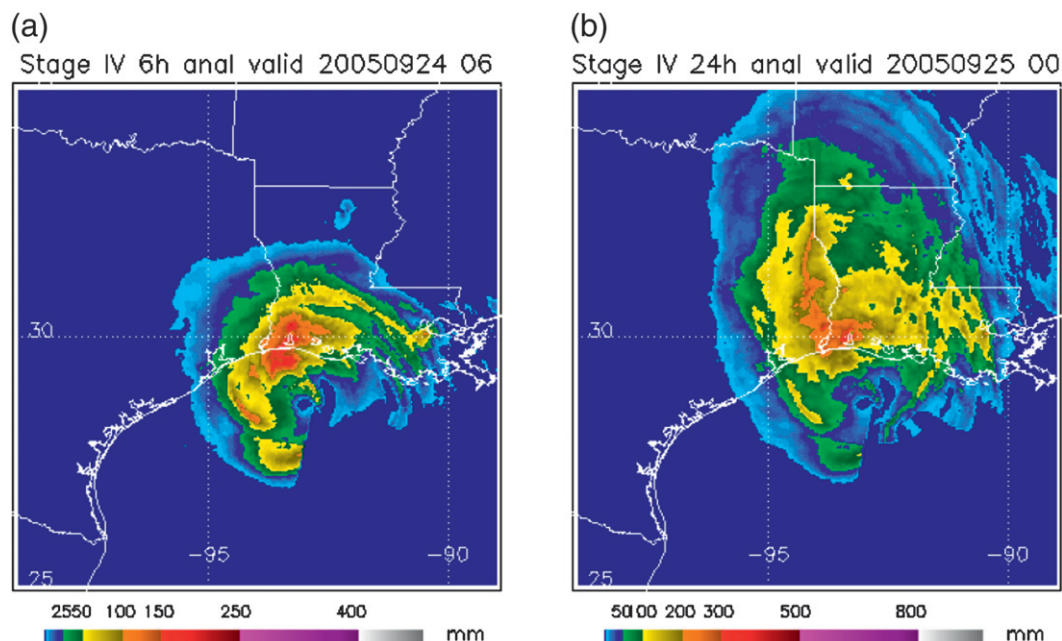 (a)
Stage IV 6h anal valid 20050924 06
30
-95
-90
25
2550 100 150 250 400 mm
(b)
Stage IV 24h anal valid 20050925 00
30
-95
-90
25
50100 200 300 500 800 mm